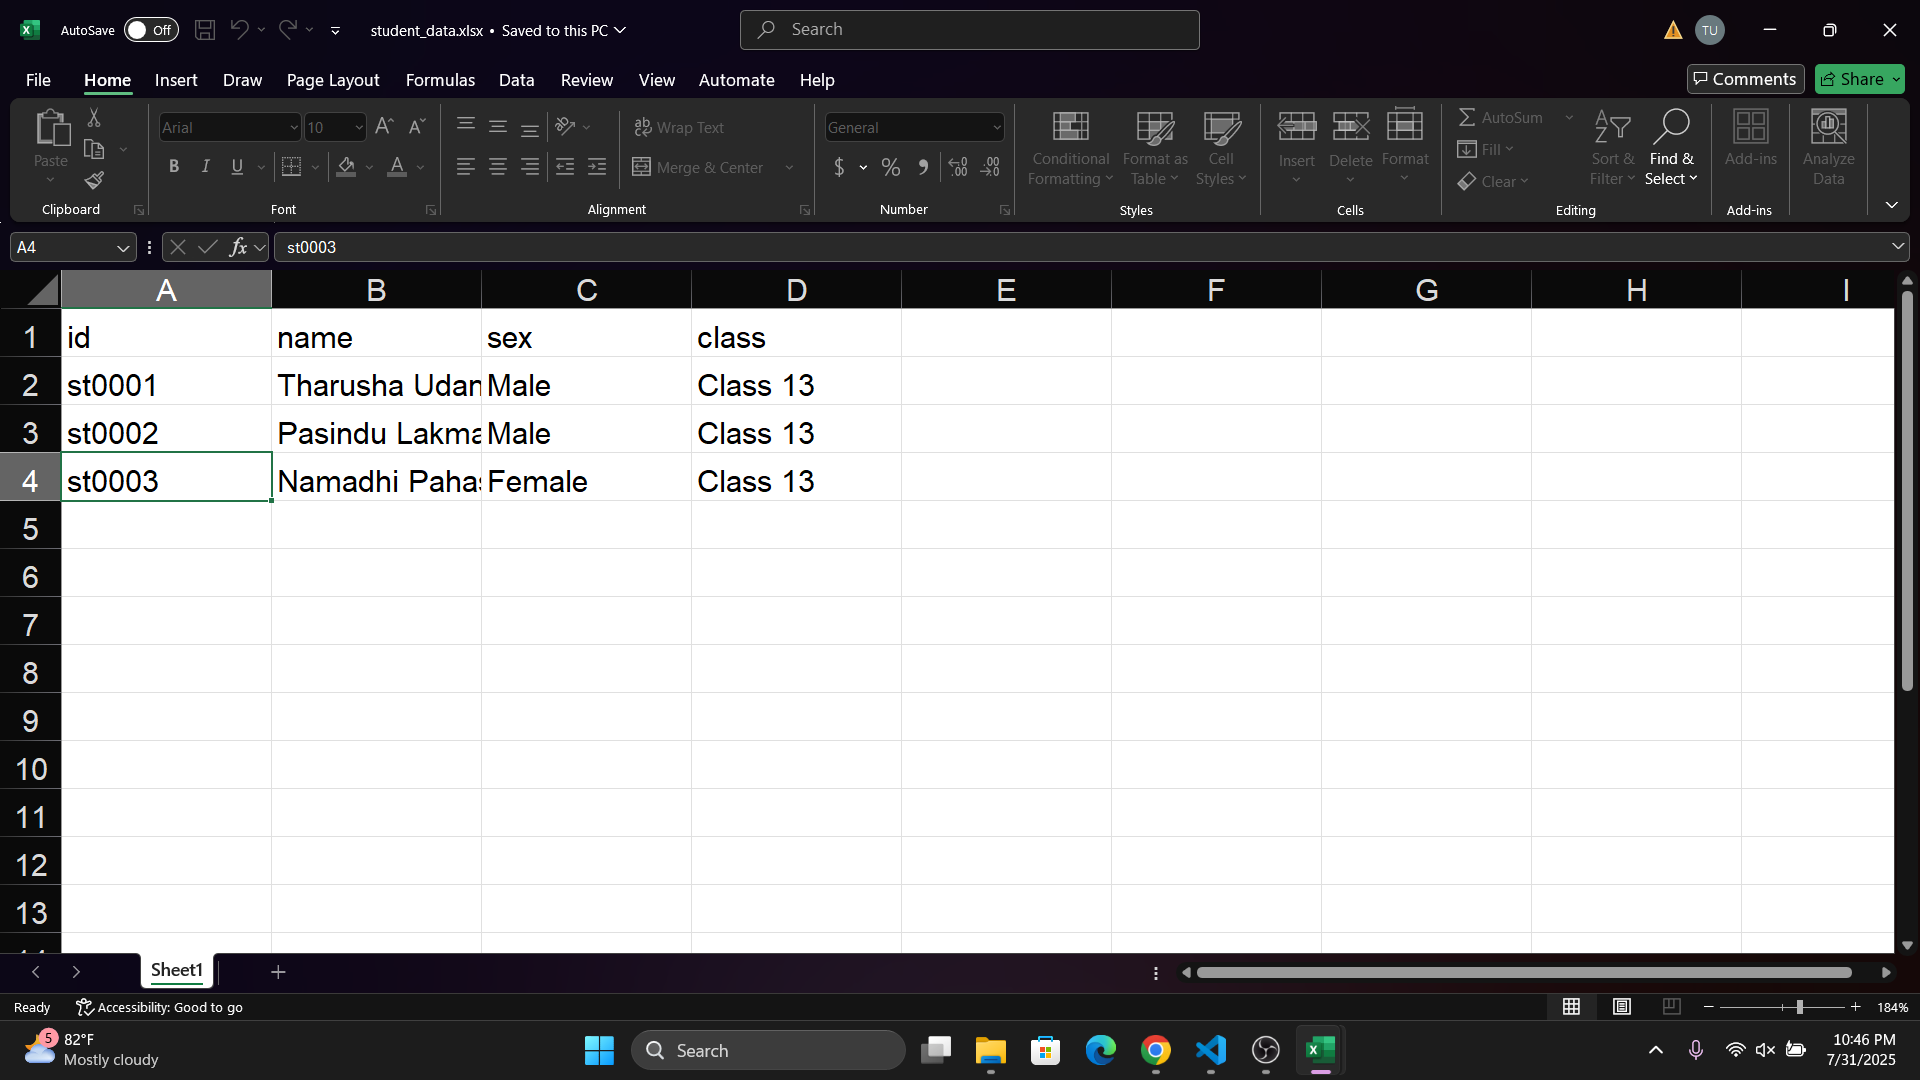 AutoSave Off student_data.xlsx • Saved to this PC Search TU
File Home Insert Draw Page Layout Formulas Data Review View Automate Help Comments Share
Paste Arial 10 B I U A Wrap Text Merge & Center General $ % Conditional Formatting Format as Table Cell Styles Insert Delete Format AutoSum Fill Clear Sort & Filter Find & Select Add-ins Analyze Data
Clipboard Font Alignment Number Styles Cells Editing Add-ins
A4 fx st0003
A B C D E F G H I
1 id name sex class
2 st0001 Tharusha Male Class 13
3 st0002 Pasindu Male Class 13
4 st0003 Namadhi Female Class 13
5
6
7
8
9
10
11
12
13
Sheet1
Ready Accessibility: Good to go 184%
5 82°F Search 10:46 PM
Mostly cloudy 7/31/2025